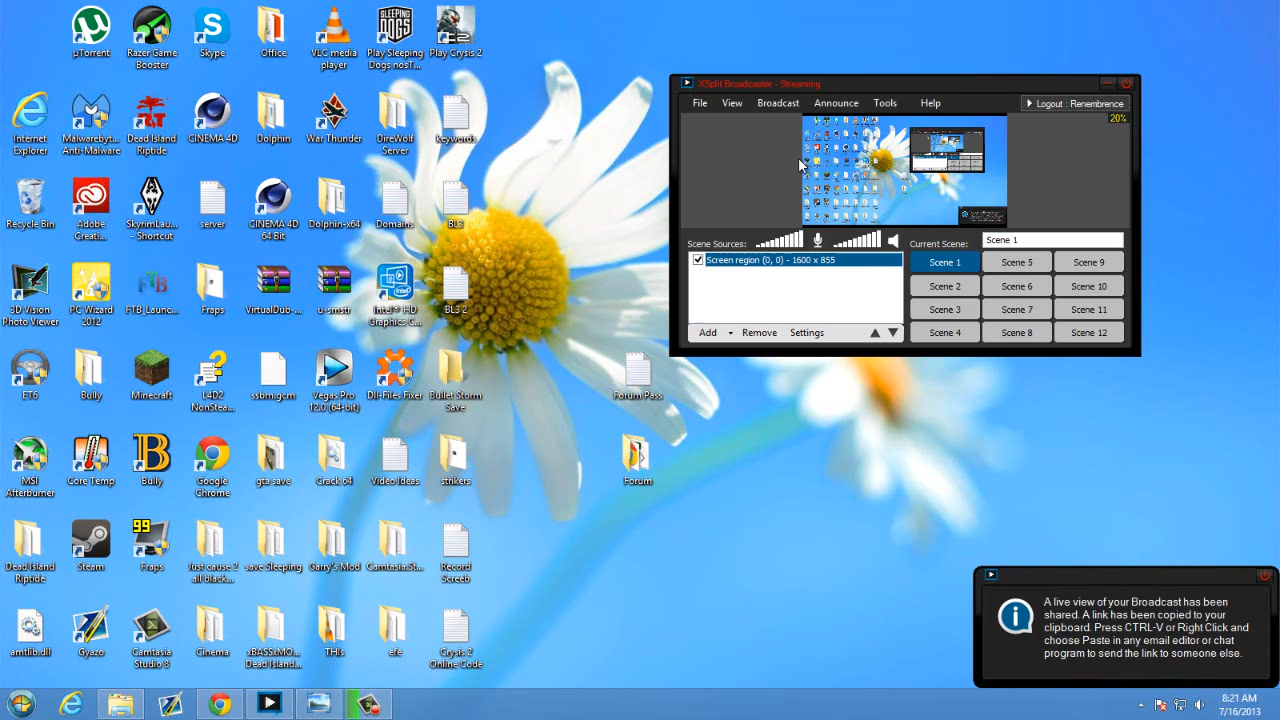 µTorrent
Razer Game
Booster
Skype
Office
VLC media
player
SLEEPING
DOGS
Play Sleeping
Dogs nosT...
Play Crysis 2
Internet
Explorer
Malwarebyt...
Anti-Malware
Dead Island
Riptide
CINEMA 4D
Dolphin
War Thunder
DireWolf
Server
keywords
Recycle Bin
Adobe
Creati...
SkyrimLau...
- Shortcut
server
CINEMA 4D
64 Bit
Dolphin-x64
Domains
BL3
3D Vision
Photo Viewer
PC Wizard
2012
FTB
FTB_Launc...
Fraps
VirtualDub-...
u-smstr
Intel® HD
Graphics C...
BL3 2
ET6
Bully
Minecraft
L4D2
NonStea...
ssbm.gcm
Vegas Pro
12.0 (64-bit)
Dll-Files Fixer
Bullet Storm
Save
Forum Pass
MSI
Afterburner
Core Temp
B
Bully
Google
Chrome
gta save
Crack 64
Video Ideas
strikers
Forum
Dead Island
Riptide
Steam
99
Fraps
Just cause 2
all black...
save Sleeping
Garry's Mod
Camtasia.St...
Record
Screeb
amtlib.dll
Gyazo
Camtasia
Studio 8
Cinema
xBASSxMO...
Dead Island...
THIs
efe
Crysis 2
Online Code
XSplit Broadcaster - Streaming
File View Broadcast Announce Tools Help Logout : Renembrence
20%
Scene Sources: Current Scene: Scene 1
Screen region (0, 0) - 1600 x 855
Scene 1 Scene 5 Scene 9
Scene 2 Scene 6 Scene 10
Scene 3 Scene 7 Scene 11
Add Remove Settings Scene 4 Scene 8 Scene 12
A live view of your Broadcast has been
shared. A link has been copied to your
clipboard. Press CTRL-V or Right Click and
choose Paste in any email editor or chat
program to send the link to someone else.
8:21 AM
7/16/2013